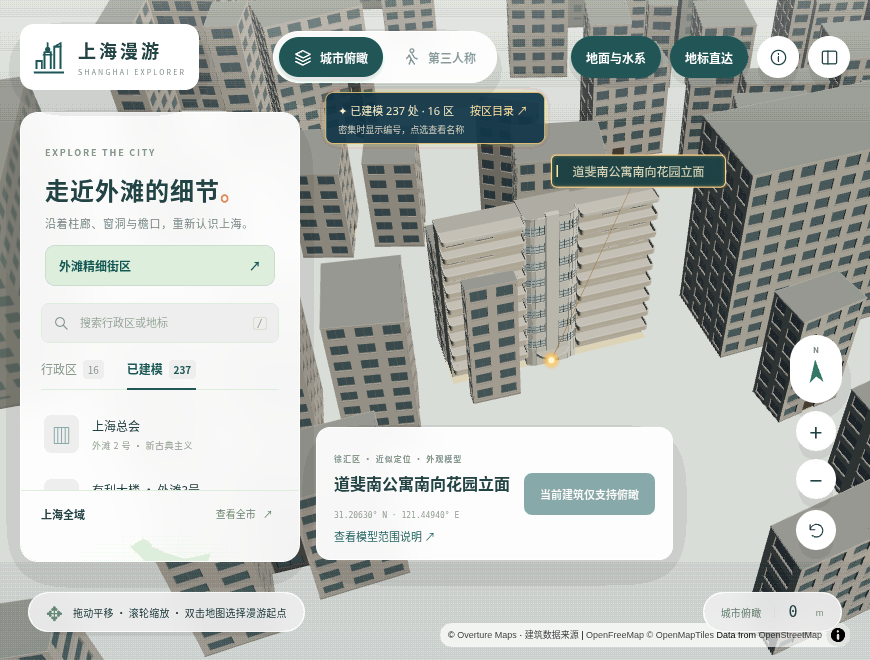 上海漫游
SHANGHAI EXPLORER
城市俯瞰
第三人称
地面与水系
地标直达
✦ 已建模 237 处 · 16 区 按区目录 ↗
密集时显示编号，点选查看名称
道斐南公寓南向花园立面
EXPLORE THE CITY
走近外滩的细节。
沿着柱廊、窗洞与檐口，重新认识上海。
外滩精细街区 ↗
搜索行政区或地标 /
行政区 16 已建模 237
上海总会
外滩 2 号 · 新古典主义
有利大楼 · 外滩3号
上海全域 查看全市 ↗
N
徐汇区 · 近似定位 · 外观模型
道斐南公寓南向花园立面
当前建筑仅支持俯瞰
31.20630° N · 121.44940° E
查看模型范围说明 ↗
拖动平移 · 滚轮缩放 · 双击地图选择漫游起点
城市俯瞰 0 m
© Overture Maps · 建筑数据来源 | OpenFreeMap © OpenMapTiles Data from OpenStreetMap